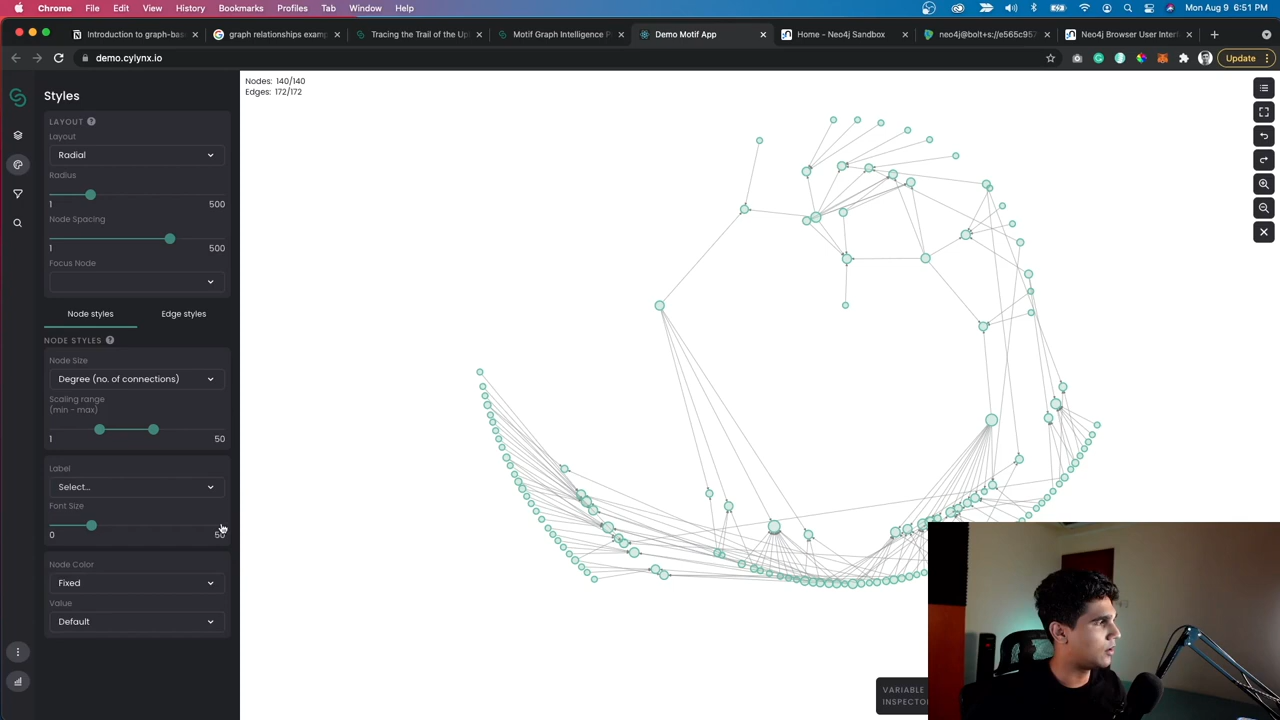 Chrome File Edit View History Bookmarks Profiles Tab Window Help Mon Aug 9 6:51 PM
Introduction to graph-bas
graph relationships examp
Tracing the Trail of the Up
Motif Graph Intelligence P
Demo Motif App
Home - Neo4j Sandbox
neo4j@bolt+s://e565c957
Neo4j Browser User Interf
demo.cylynx.io
Update
Styles
LAYOUT ?
Layout
Radial
Radius
1 500
Node Spacing
1 500
Focus Node
Node styles Edge styles
NODE STYLES ?
Node Size
Degree (no. of connections)
Scaling range
(min - max)
1 50
Label
Select...
Font Size
0 50
Node Color
Fixed
Value
Default
Nodes: 140/140
Edges: 172/172
VARIABLE
INSPECTO